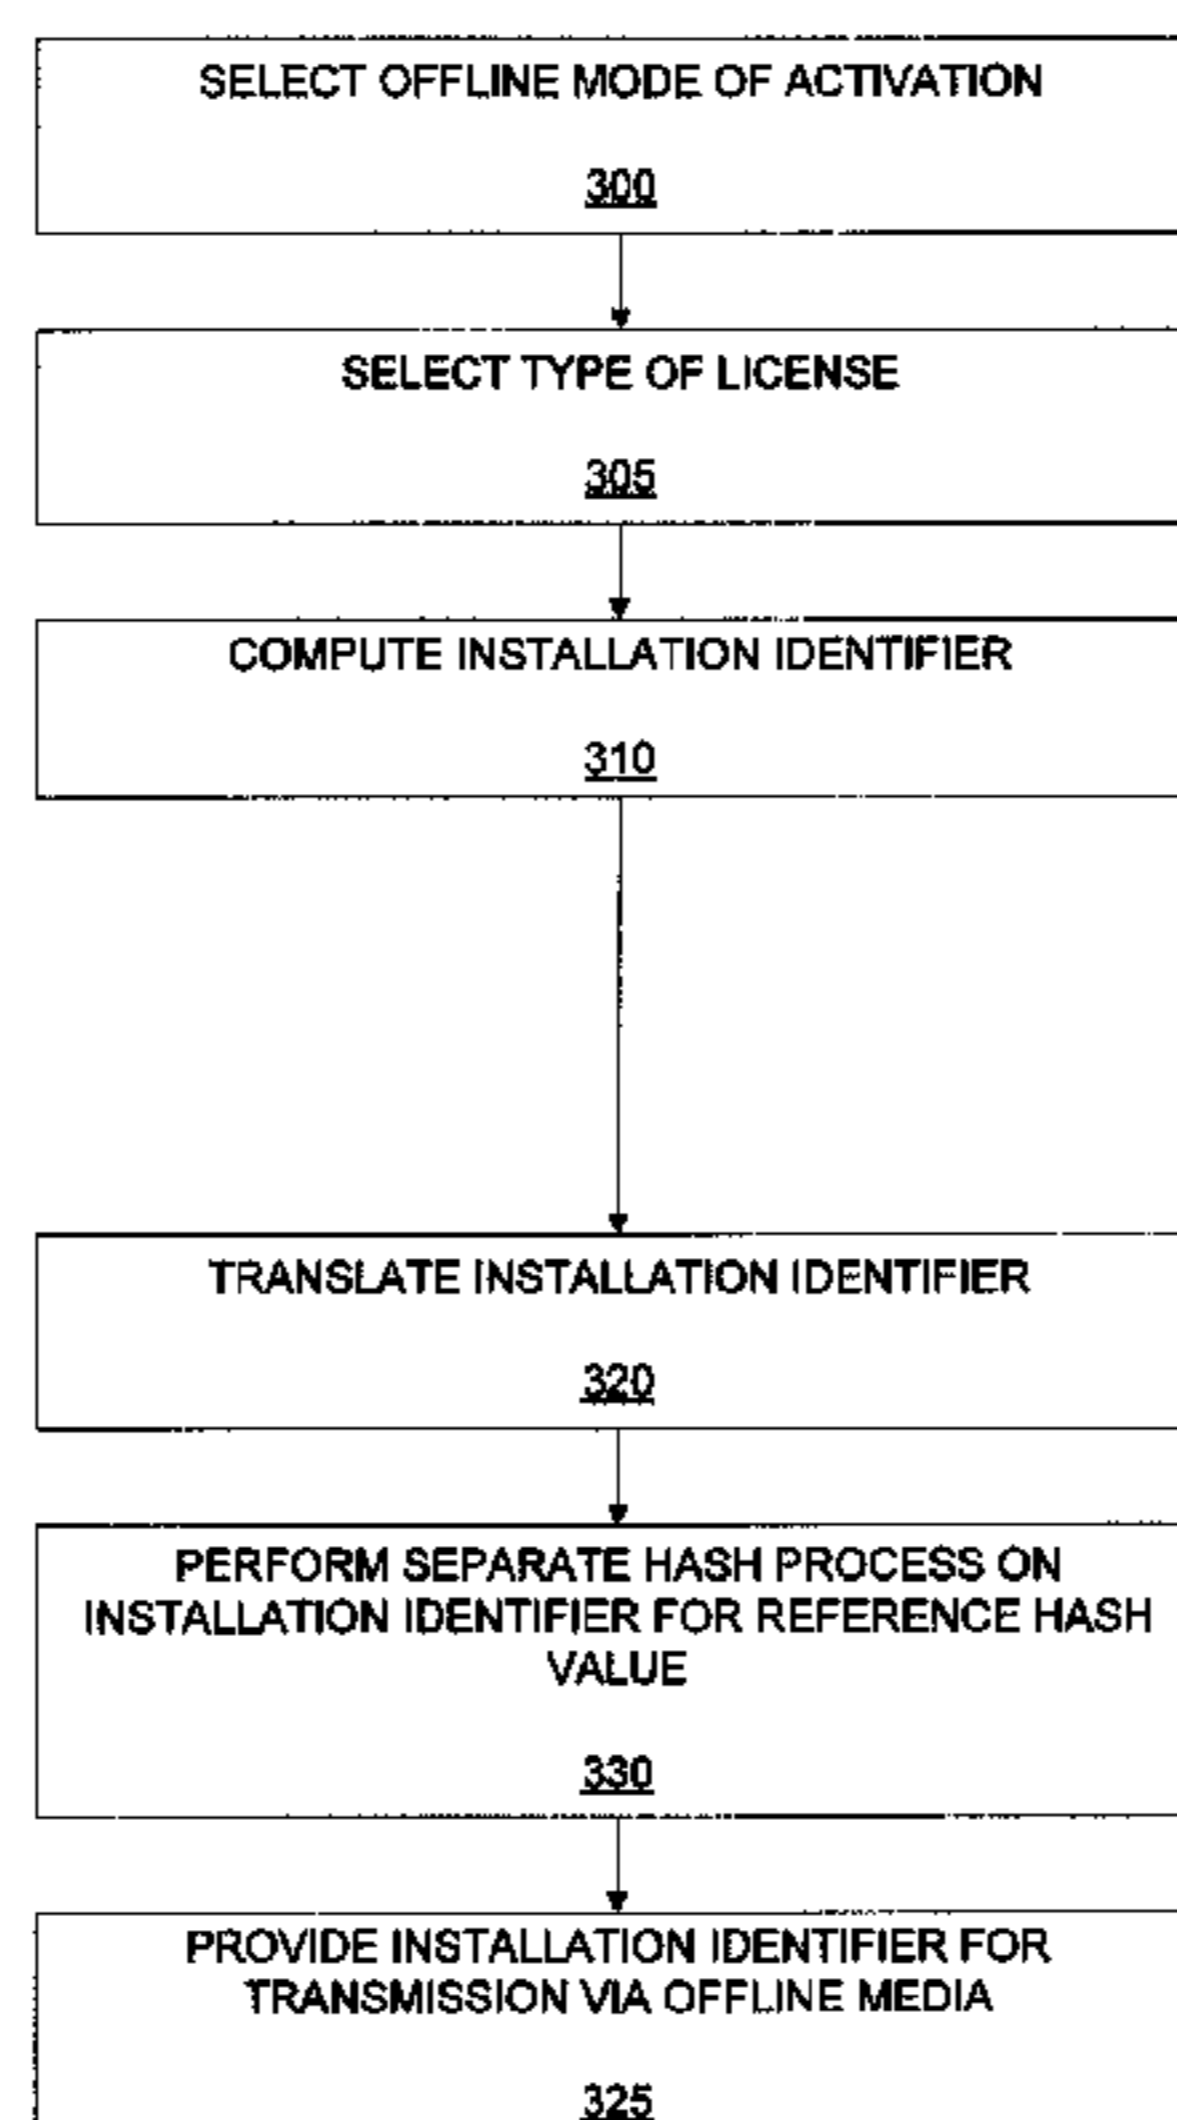 SELECT OFFLINE MODE OF ACTIVATION
300
SELECT TYPE OF LICENSE
305
COMPUTE INSTALLATION IDENTIFIER
310
TRANSLATE INSTALLATION IDENTIFIER
320
PERFORM SEPARATE HASH PROCESS ON
INSTALLATION IDENTIFIER FOR REFERENCE HASH
VALUE
330
PROVIDE INSTALLATION IDENTIFIER FOR
TRANSMISSION VIA OFFLINE MEDIA
325